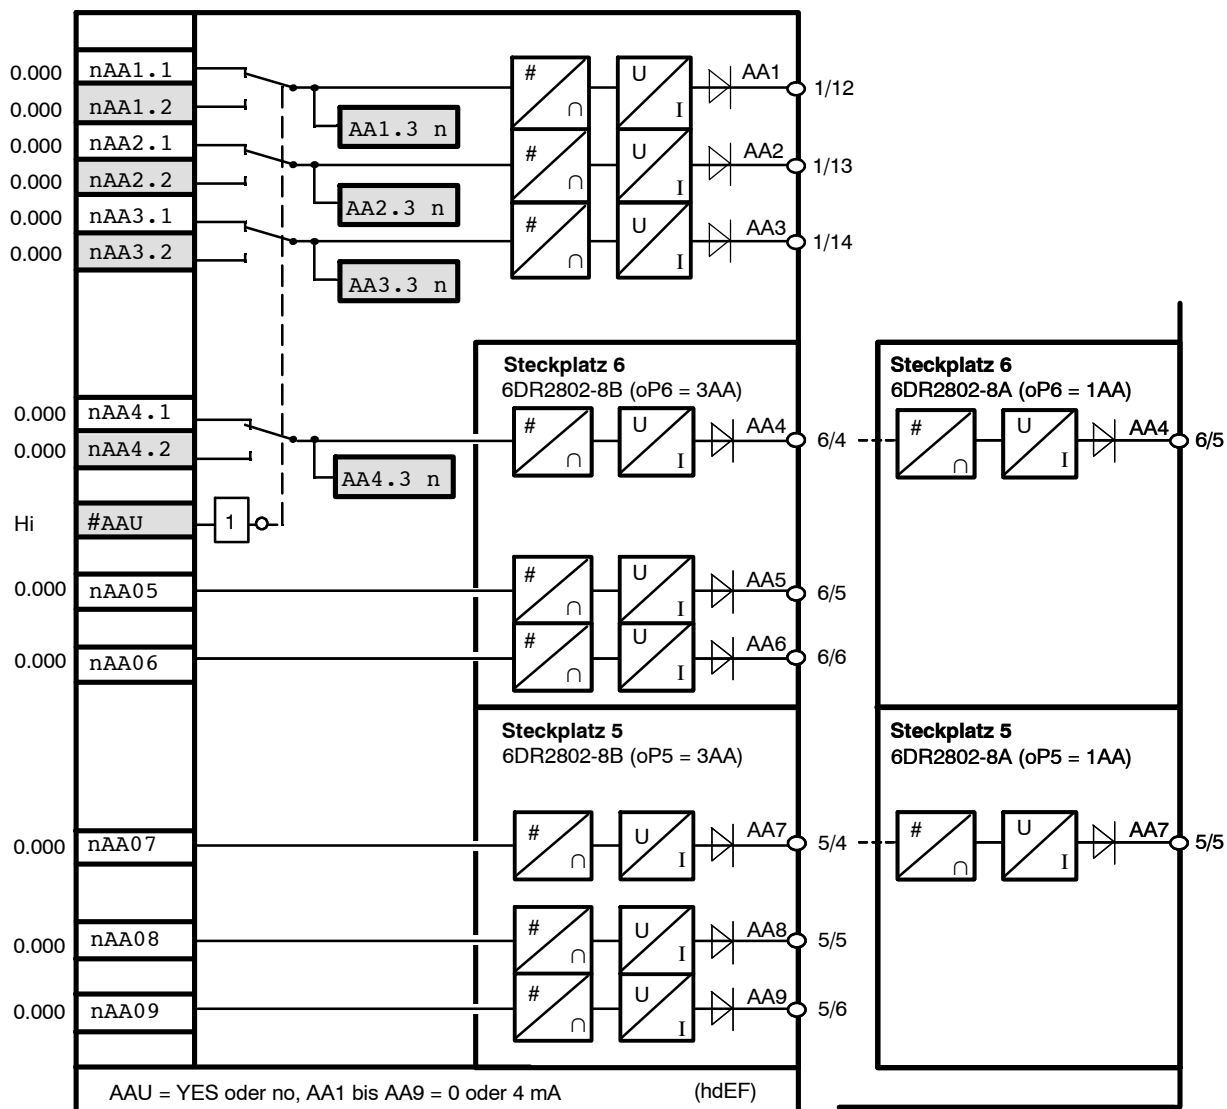 0.000 nAA1.1 # ∩ U I AA1 1/12
0.000 nAA1.2
AA1.3 n
0.000 nAA2.1 # ∩ U I AA2 1/13
0.000 nAA2.2
AA2.3 n
0.000 nAA3.1 # ∩ U I AA3 1/14
0.000 nAA3.2
AA3.3 n
Steckplatz 6
6DR2802-8B (oP6 = 3AA)
Steckplatz 6
6DR2802-8A (oP6 = 1AA)
0.000 nAA4.1 # ∩ U I AA4 6/4 # ∩ U I AA4 6/5
0.000 nAA4.2
AA4.3 n
Hi #AAU 1
0.000 nAA05 # ∩ U I AA5 6/5
0.000 nAA06 # ∩ U I AA6 6/6
Steckplatz 5
6DR2802-8B (oP5 = 3AA)
Steckplatz 5
6DR2802-8A (oP5 = 1AA)
0.000 nAA07 # ∩ U I AA7 5/4 # ∩ U I AA7 5/5
0.000 nAA08 # ∩ U I AA8 5/5
0.000 nAA09 # ∩ U I AA9 5/6
AAU = YES oder no, AA1 bis AA9 = 0 oder 4 mA (hdEF)